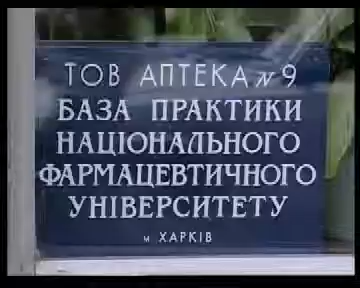 ТОВ АПТЕКА № 9
БАЗА ПРАКТИКИ
НАЦІОНАЛЬНОГО
ФАРМАЦЕВТИЧНОГО
УНІВЕРСИТЕТУ
м ХАРКІВ